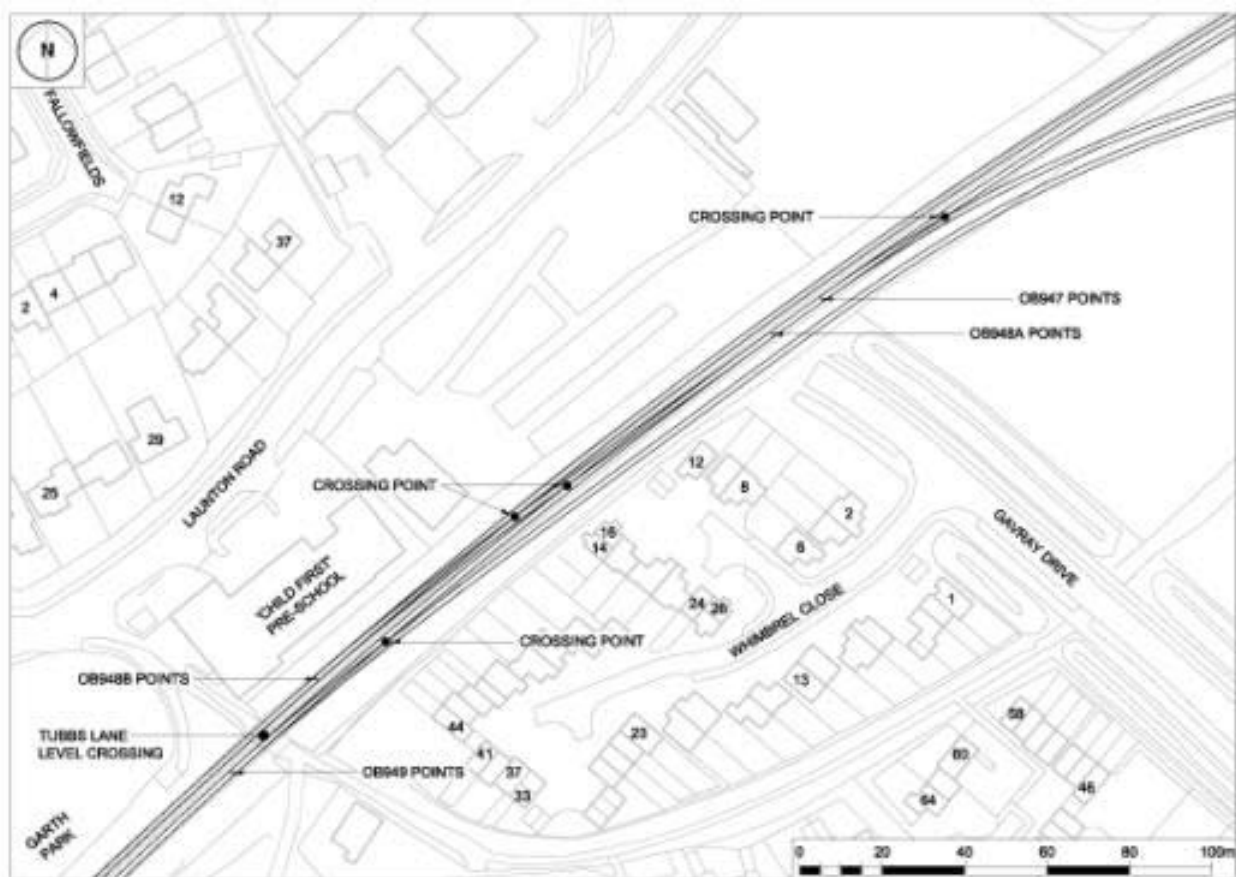 N
FALLOWFIELDS
12
37
CROSSING POINT
2
4
OB947 POINTS
OB948A POINTS
29
25
LAUNTON ROAD
CROSSING POINT
12
8
2
6
GAVRAY DRIVE
16
14
"CHILD FIRST"
PRE-SCHOOL
24
26
1
WHIMBREL CLOSE
CROSSING POINT
OB948B POINTS
13
TUBBS LANE
LEVEL CROSSING
44
23
58
41
OB949 POINTS
37
33
60
64
46
GARTH
PARK
0 20 40 60 80 100m